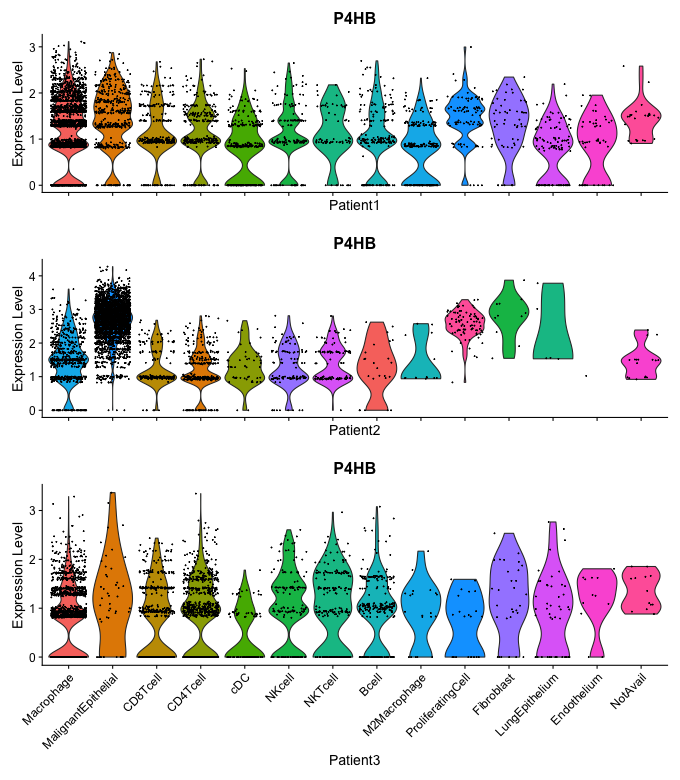 P4HB
Expression Level
3
2
1
0
Patient1
P4HB
Expression Level
4
3
2
1
0
Patient2
P4HB
Expression Level
3
2
1
0
Macrophage
MalignantEpithelial
CD8Tcell
CD4Tcell
cDC
NKcell
NKTcell
Bcell
M2Macrophage
ProliferatingCell
Fibroblast
LungEpithelium
Endothelium
NotAvail
Patient3